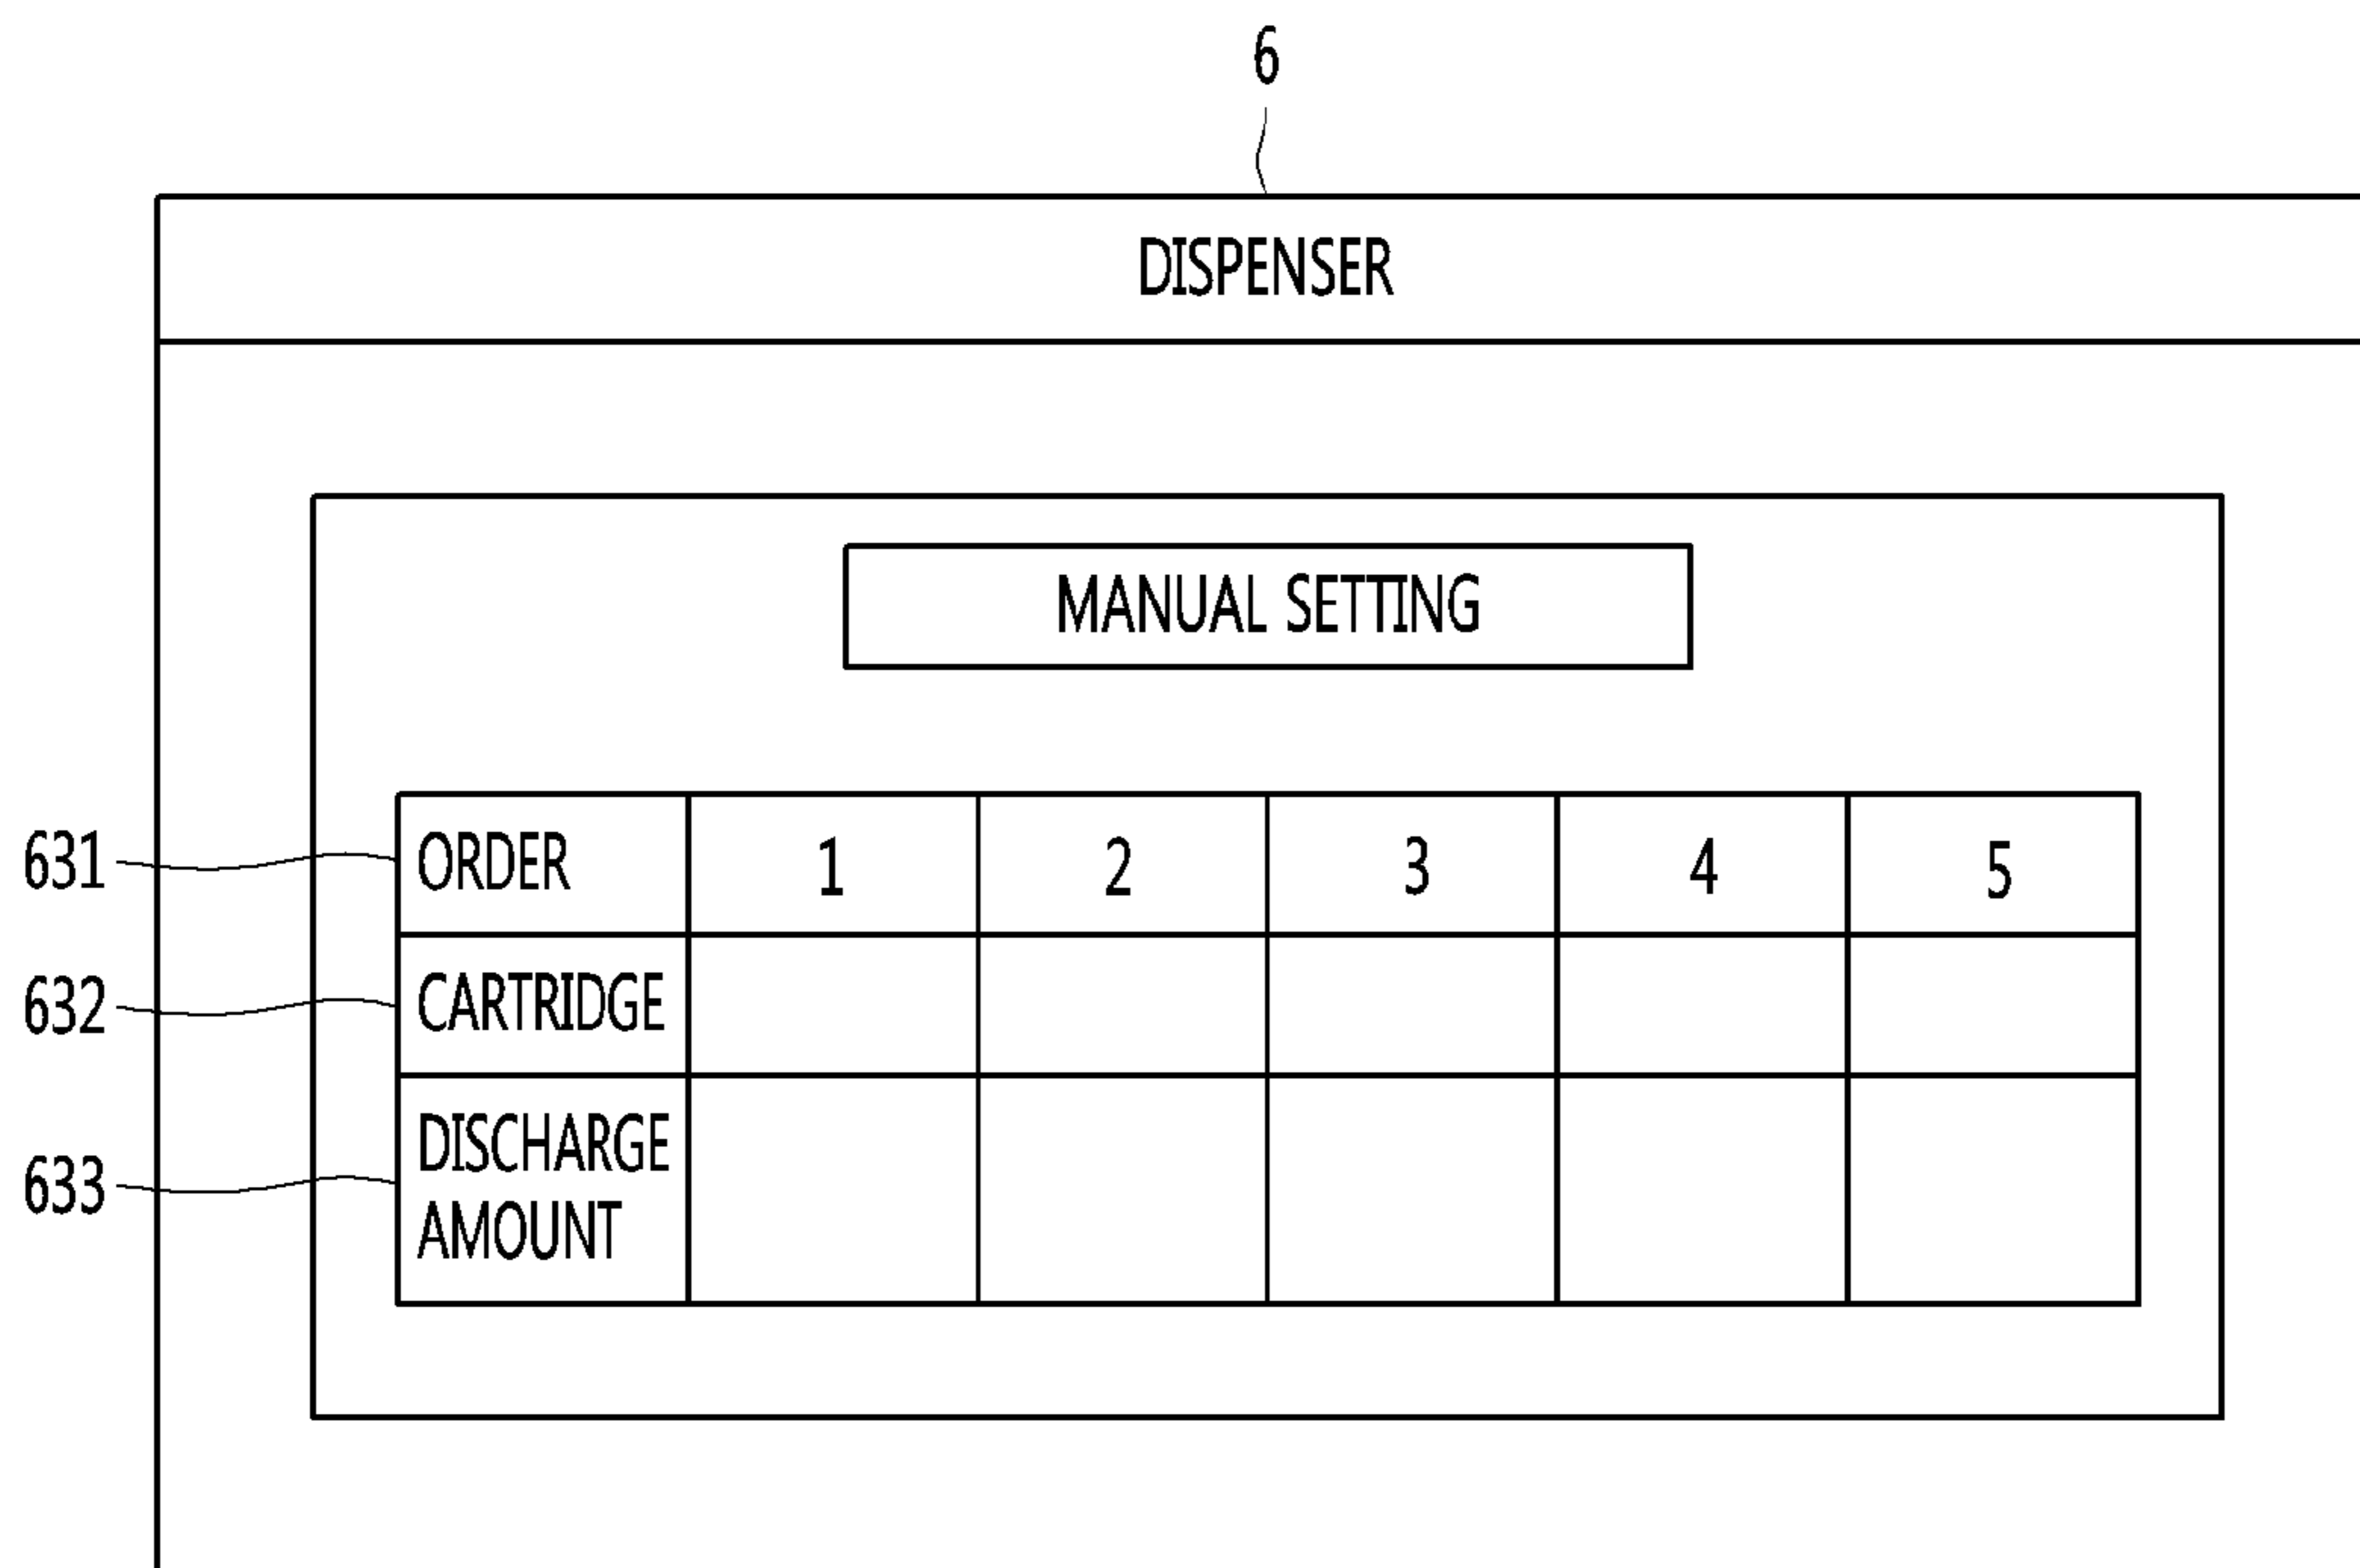 6
DISPENSER
MANUAL SETTING
631 ORDER 1 2 3 4 5
632 CARTRIDGE
633 DISCHARGE
AMOUNT